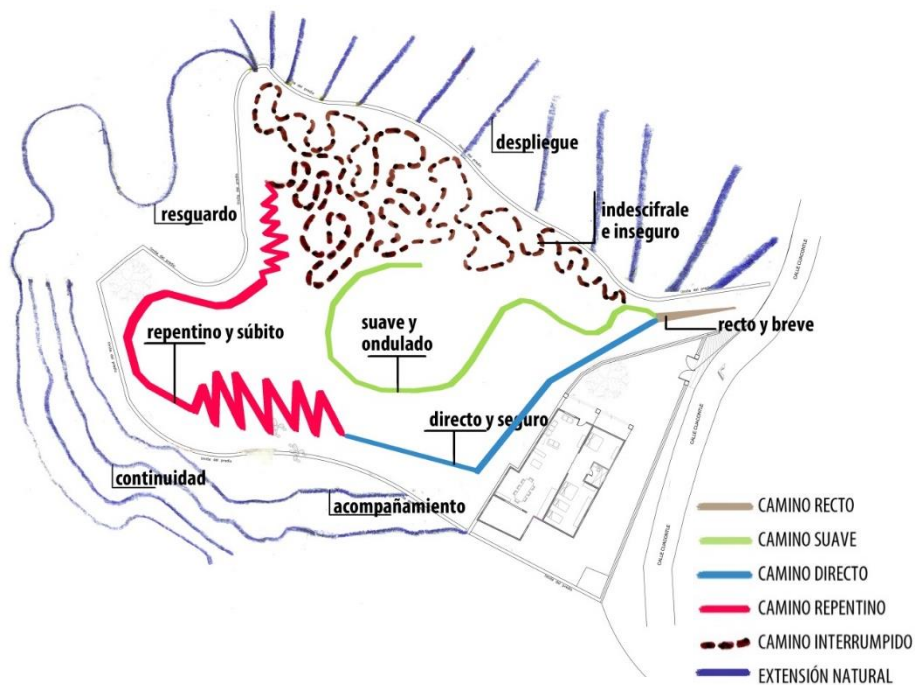 despliegue
resguardo
indescifrale
e inseguro
repentino y súbito
suave y
ondulado
recto y breve
directo y seguro
continuidad
acompañamiento
CAMINO RECTO
CAMINO SUAVE
CAMINO DIRECTO
CAMINO REPENTINO
CAMINO INTERRUMPIDO
EXTENSIÓN NATURAL